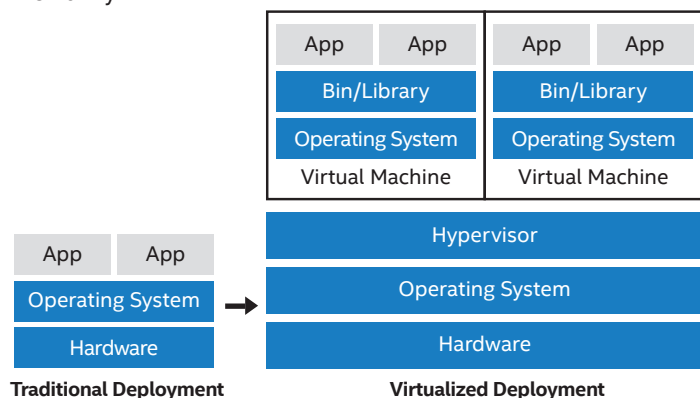 App App App App
Bin/Library Bin/Library
Operating System Operating System
Virtual Machine Virtual Machine
Hypervisor
Operating System
Hardware
App App
Operating System
Hardware
Traditional Deployment
Virtualized Deployment